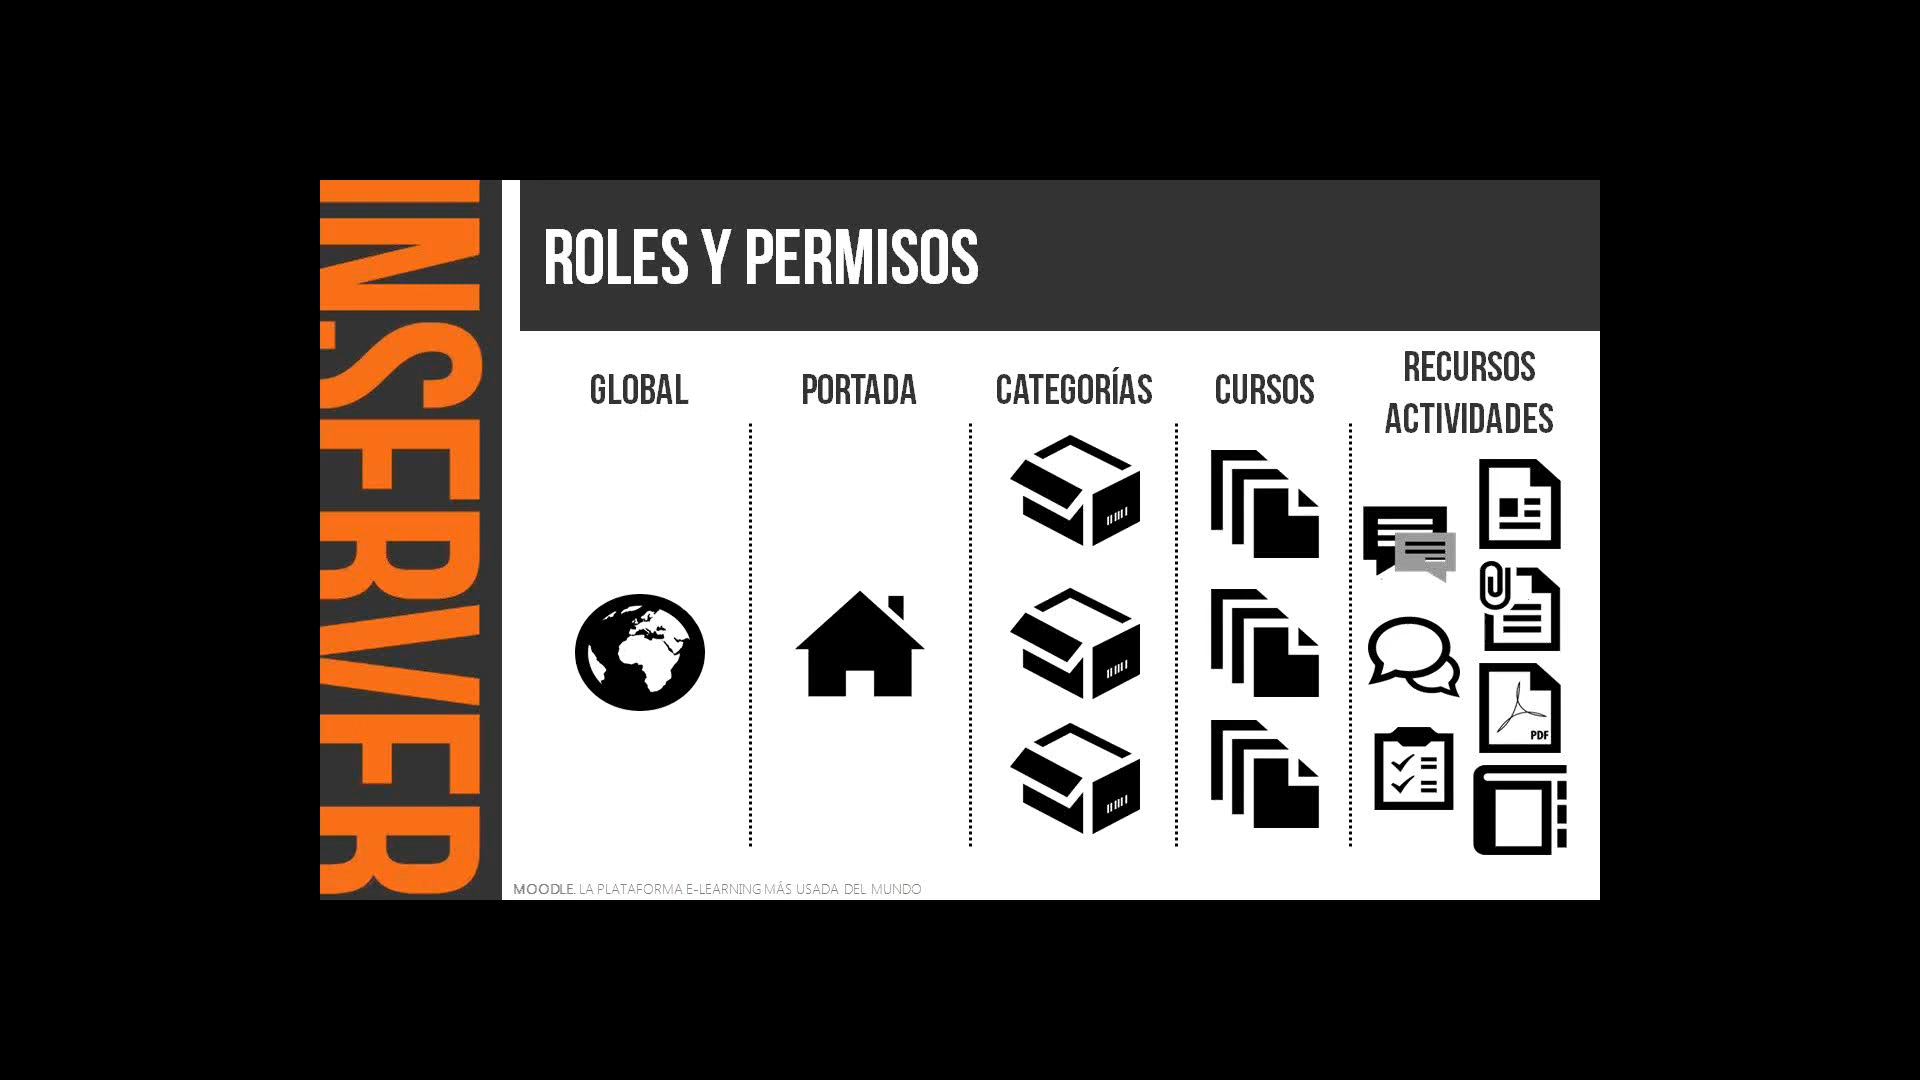 INSERVER
ROLES Y PERMISOS
GLOBAL
PORTADA
CATEGORÍAS
CURSOS
RECURSOS
ACTIVIDADES
PDF
MOODLE. LA PLATAFORMA E-LEARNING MÁS USADA DEL MUNDO